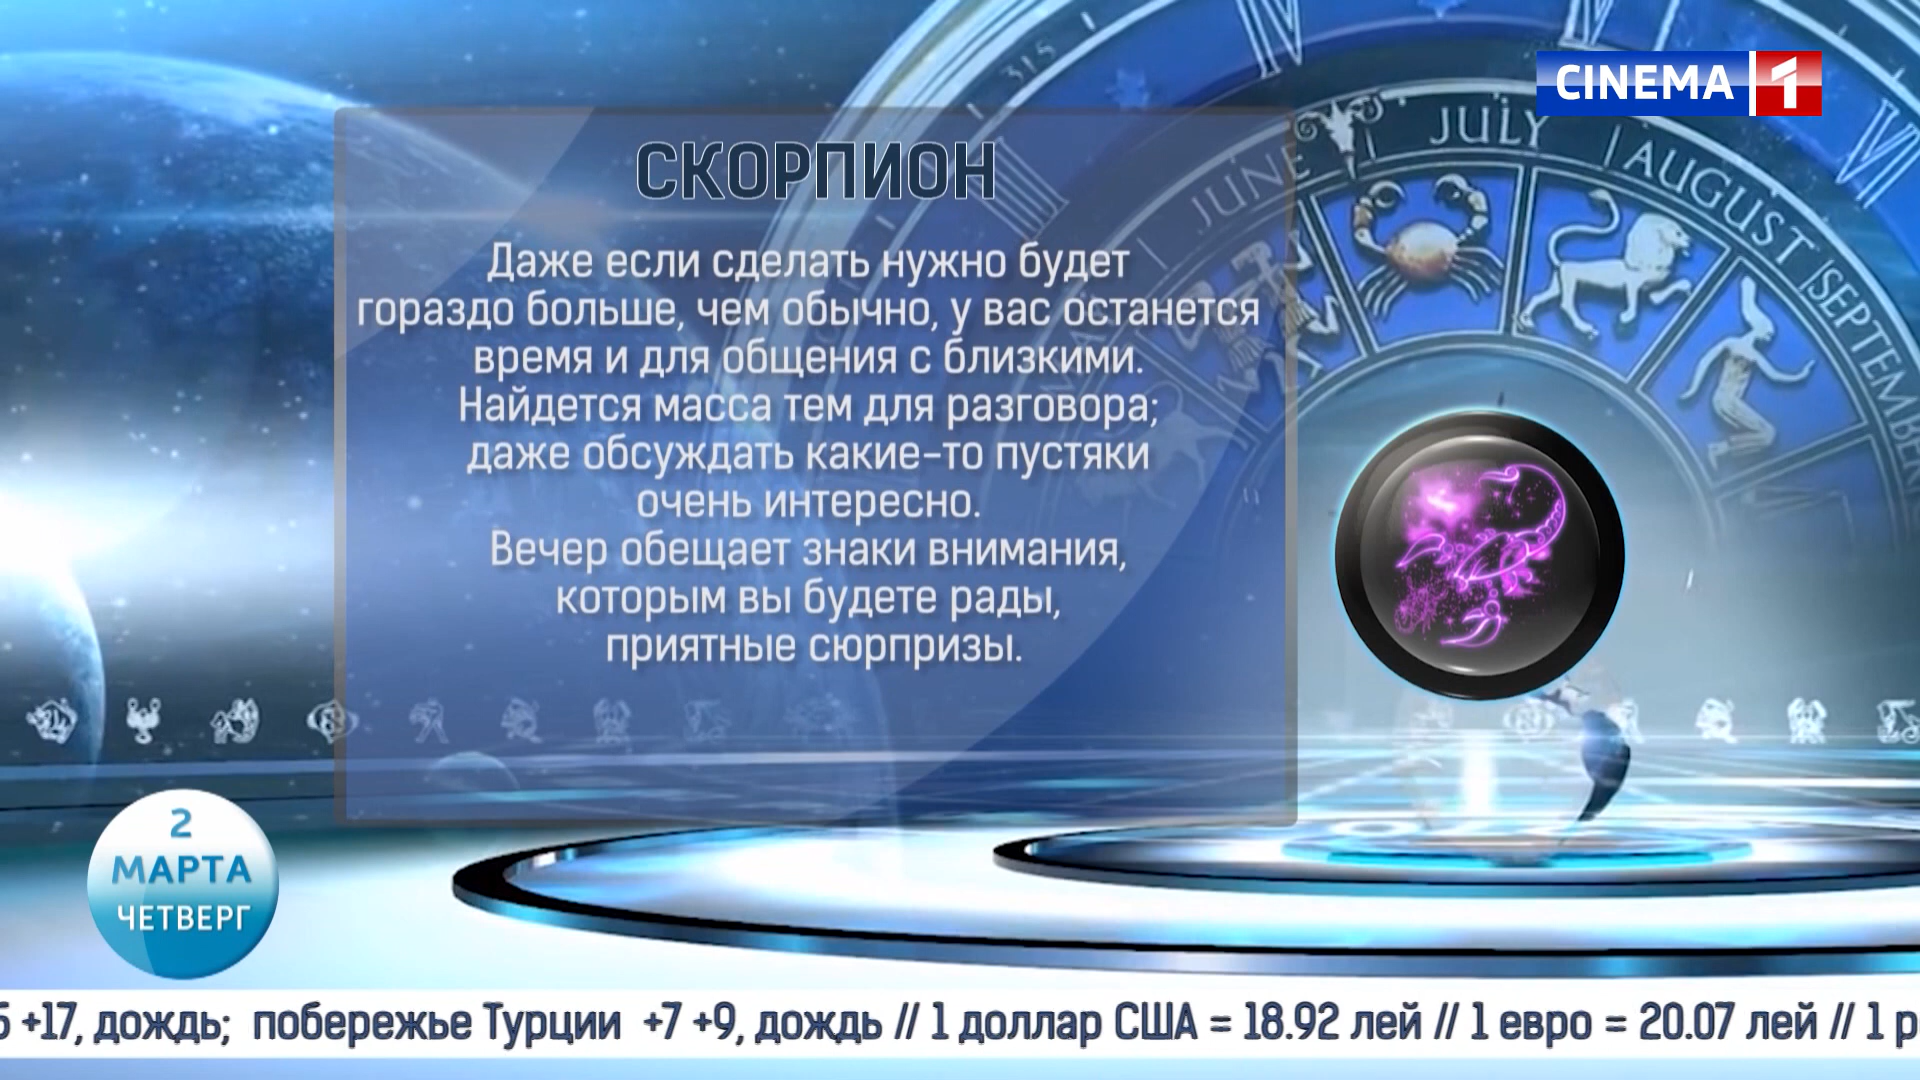 315
CINEMA 1
JUNE
JULY
AUGUST
SEPTEMBER
СКОРПИОН
Даже если сделать нужно будет
гораздо больше, чем обычно, у вас останется
время и для общения с близкими.
Найдется масса тем для разговора;
даже обсуждать какие-то пустяки
очень интересно.
Вечер обещает знаки внимания,
которым вы будете рады,
приятные сюрпризы.
2
МАРТА
ЧЕТВЕРГ
+17, дождь; побережье Турции +7 +9, дождь // 1 доллар США = 18.92 лей // 1 евро = 20.07 лей // 1 р